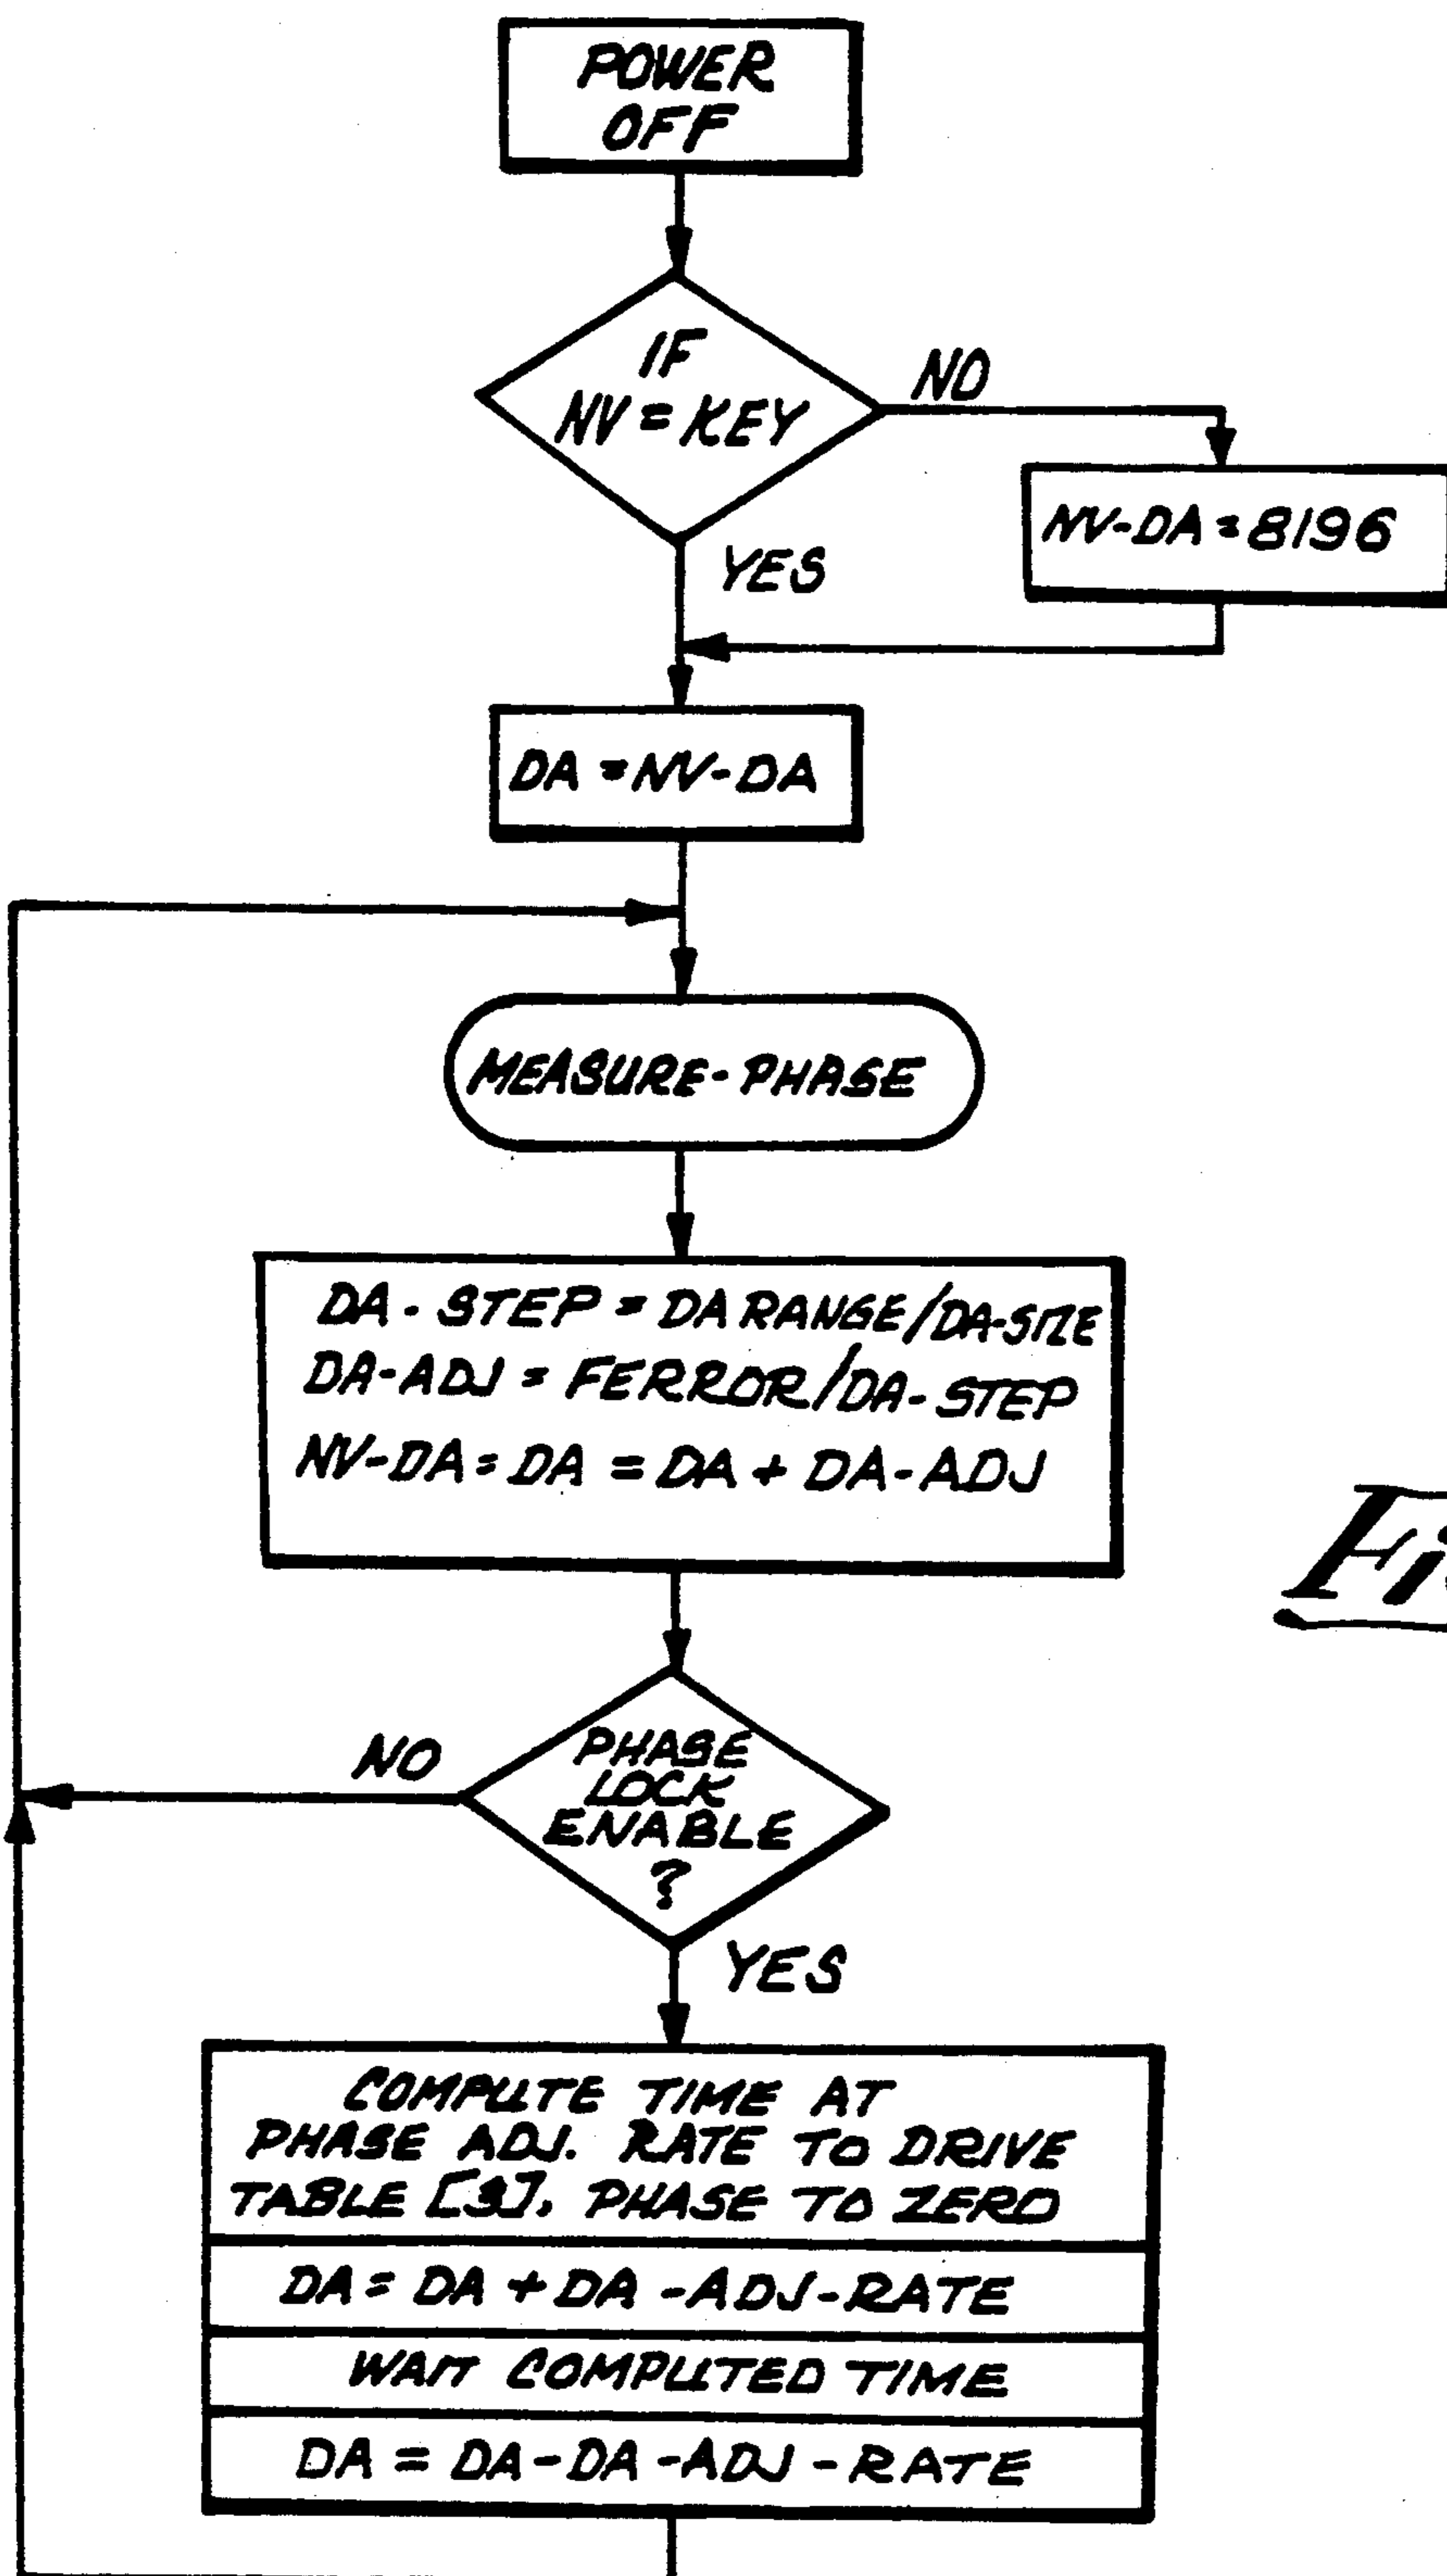 POWER
OFF
IF
NV = KEY
NO
NV-DA = 8196
YES
DA = NV-DA
MEASURE-PHASE
DA - STEP = DA RANGE/DA-SIZE
DA-ADJ = FERROR/DA-STEP
NV-DA = DA = DA + DA-ADJ
NO
PHASE
LOCK
ENABLE
?
YES
COMPUTE TIME AT
PHASE ADJ. RATE TO DRIVE
TABLE [3]. PHASE TO ZERO
DA = DA + DA -ADJ-RATE
WAIT COMPUTED TIME
DA = DA-DA -ADJ - RATE